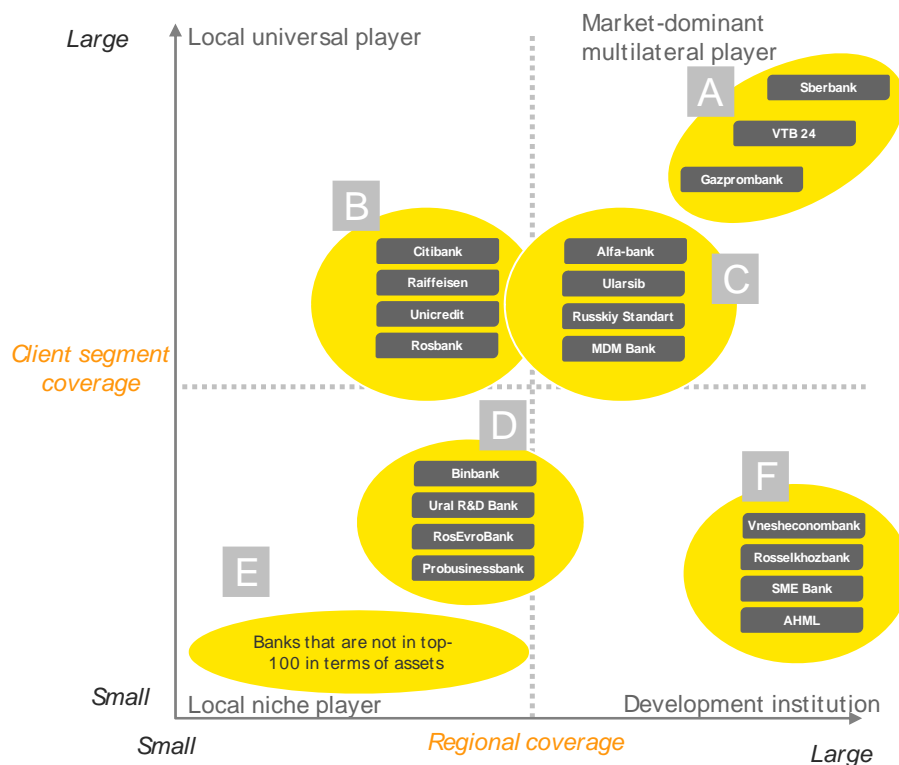 Large
Local universal player
Market-dominant
multilateral player
A
Sberbank
VTB 24
Gazprombank
B
Citibank
Raiffeisen
Unicredit
Rosbank
Alfa-bank
Ularsib
Russkiy Standart
MDM Bank
C
Client segment
coverage
D
Binbank
Ural R&D Bank
RosEvroBank
Probusinessbank
F
Vnesheconombank
Rosselkhozbank
SME Bank
AHML
E
Banks that are not in top-
100 in terms of assets
Small
Local niche player
Development institution
Small
Regional coverage
Large